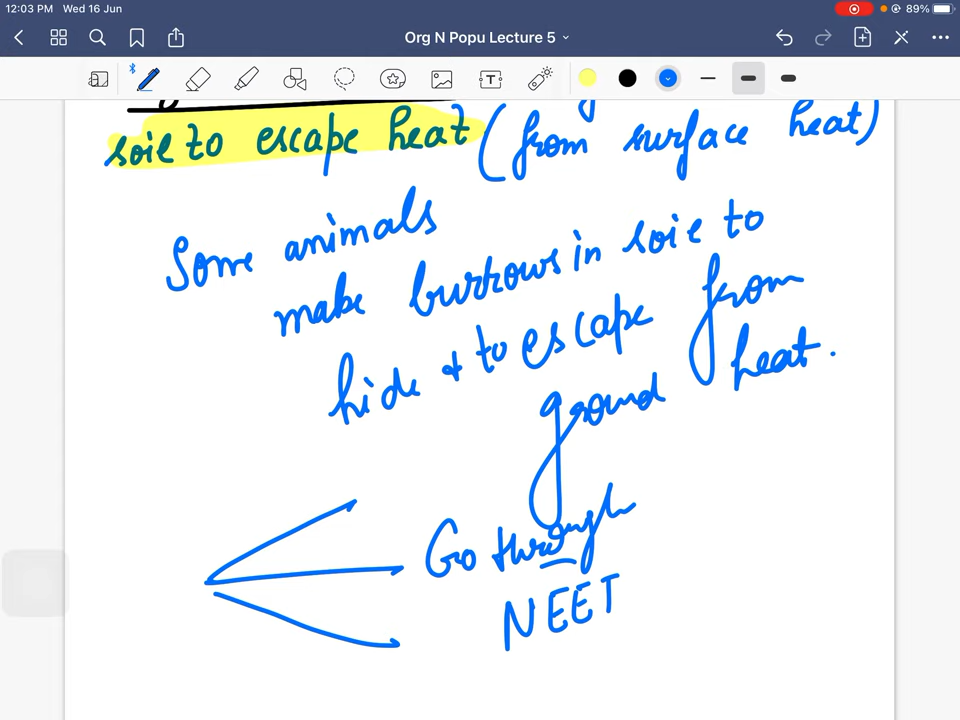 12:03 PM Wed 16 Jun
89%
Org N Popu Lecture 5
T
soil to escape heat (from surface heat)
Some animals
make burrows in soil to
hide & to escape from
ground heat.
Go through
NEET